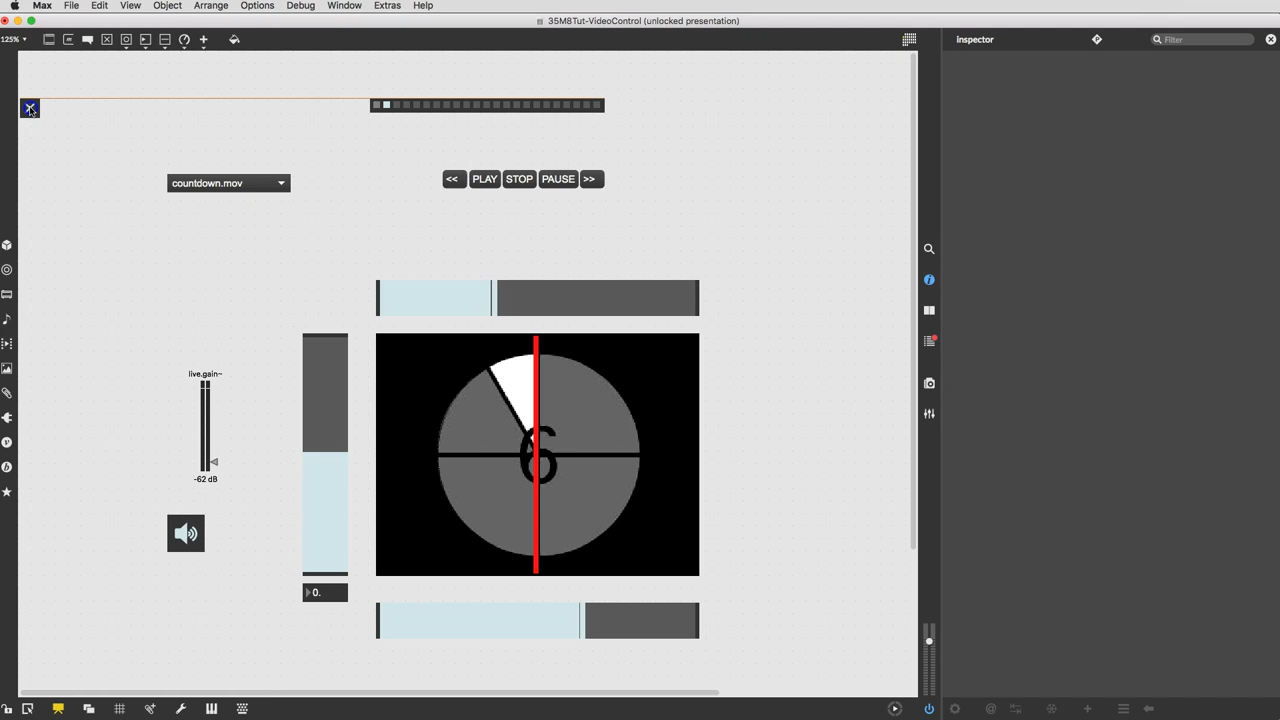 Max File Edit View Object Arrange Options Debug Window Extras Help
35M8Tut-VideoControl (unlocked presentation)
125%
inspector
Filter
countdown.mov
<< PLAY STOP PAUSE >>
live.gain~
-62 dB
6
0.